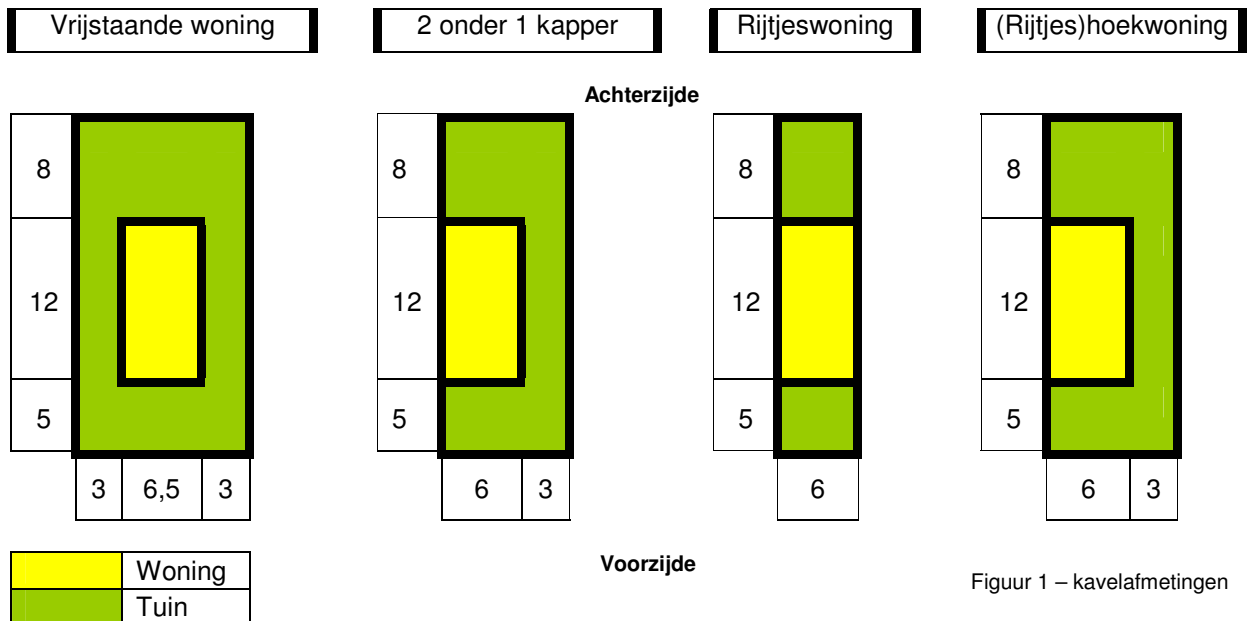 Vrijstaande woning 2 onder 1 kapper Rijtjeswoning (Rijtjes)hoekwoning
Achterzijde
8 8 8 8
12 12 12 12
5 5 5 5
3 6,5 3 6 3 6 6 3
Woning Voorzijde
Figuur 1 – kavelafmetingen
Tuin